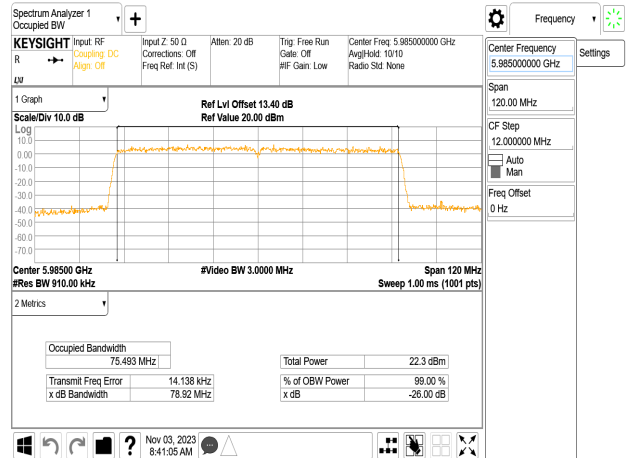 Spectrum Analyzer 1
Occupied BW
Frequency
KEYSIGHT
R
Input: RF
Coupling: DC
Align: Off
Input Z: 50 Ω
Corrections: Off
Freq Ref: Int (S)
Atten: 20 dB
Trig: Free Run
Gate: Off
#IF Gain: Low
Center Freq: 5.985000000 GHz
Avg|Hold: 10/10
Radio Std: None
Center Frequency
5.985000000 GHz
Settings
Span
120.00 MHz
CF Step
12.000000 MHz
Auto
Man
Freq Offset
0 Hz
1 Graph
Scale/Div 10.0 dB
Ref Lvl Offset 13.40 dB
Ref Value 20.00 dBm
Log
10.0
0.00
-10.0
-20.0
-30.0
-40.0
-50.0
-60.0
-70.0
Center 5.98500 GHz
#Video BW 3.0000 MHz
Span 120 MHz
#Res BW 910.00 kHz
Sweep 1.00 ms (1001 pts)
2 Metrics
Occupied Bandwidth
75.493 MHz
Total Power 22.3 dBm
Transmit Freq Error 14.138 kHz
% of OBW Power 99.00 %
x dB Bandwidth 78.92 MHz
x dB -26.00 dB
?
Nov 03, 2023
8:41:05 AM